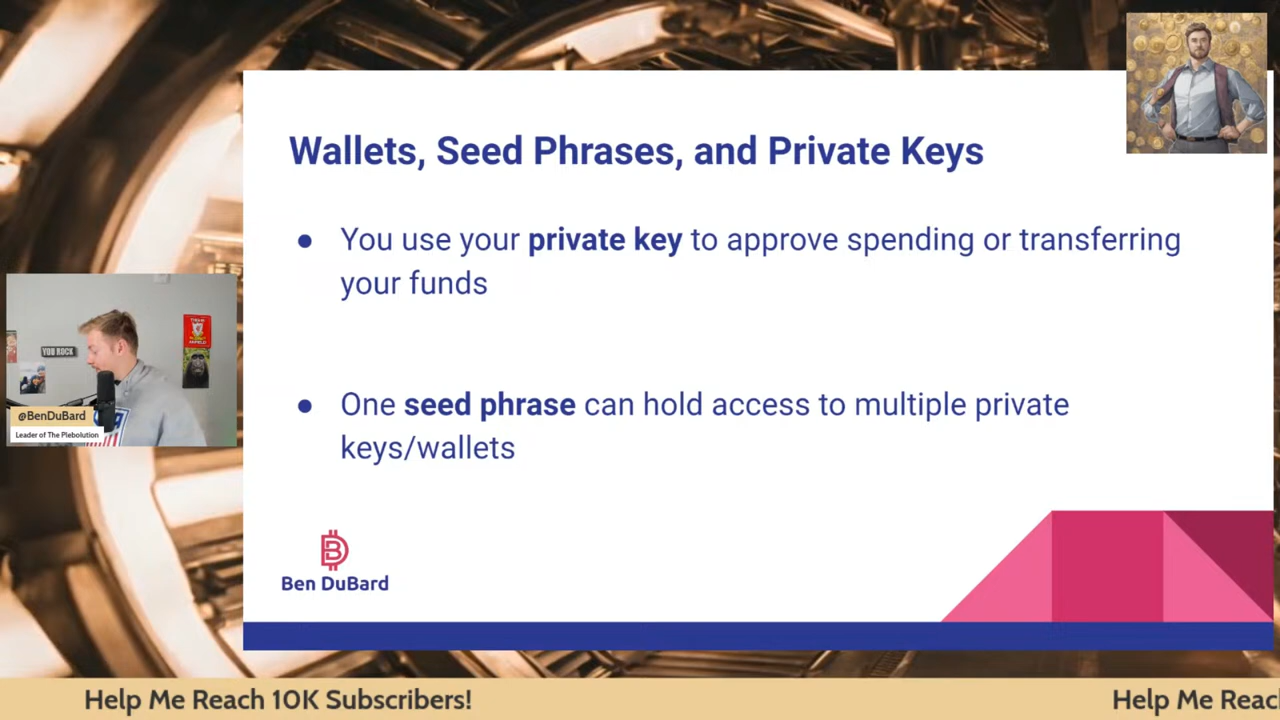 Wallets, Seed Phrases, and Private Keys
● You use your private key to approve spending or transferring
your funds
● One seed phrase can hold access to multiple private
keys/wallets
Ben DuBard
YOU ROCK
@BenDuBard
Leader of The Plebolution
Help Me Reach 10K Subscribers!
Help Me Reach